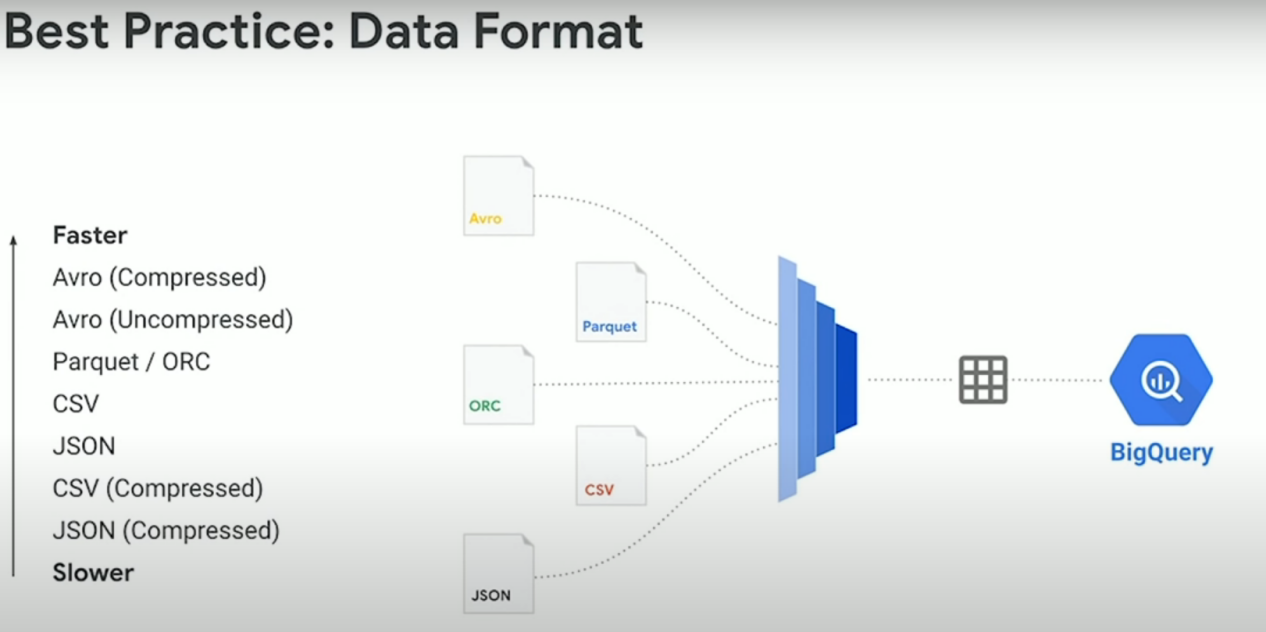 Best Practice: Data Format
Faster
Avro (Compressed)
Avro (Uncompressed)
Parquet / ORC
CSV
JSON
CSV (Compressed)
JSON (Compressed)
Slower
Avro
Parquet
ORC
CSV
JSON
BigQuery